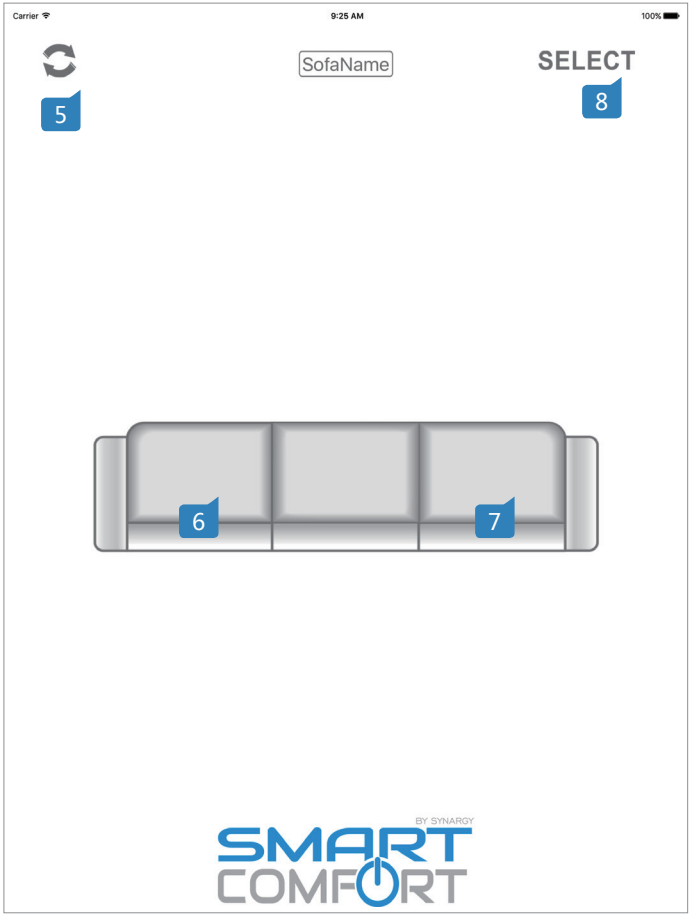 Carrier 9:25 AM 100%
SofaName SELECT
5 8
6 7
BY SYNARGY
SMART
COMFORT